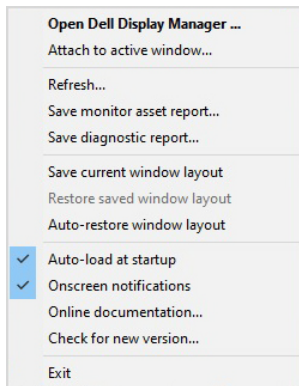 Open Dell Display Manager ...
Attach to active window...
Refresh...
Save monitor asset report...
Save diagnostic report...
Save current window layout
Restore saved window layout
Auto-restore window layout
Auto-load at startup
Onscreen notifications
Online documentation...
Check for new version...
Exit